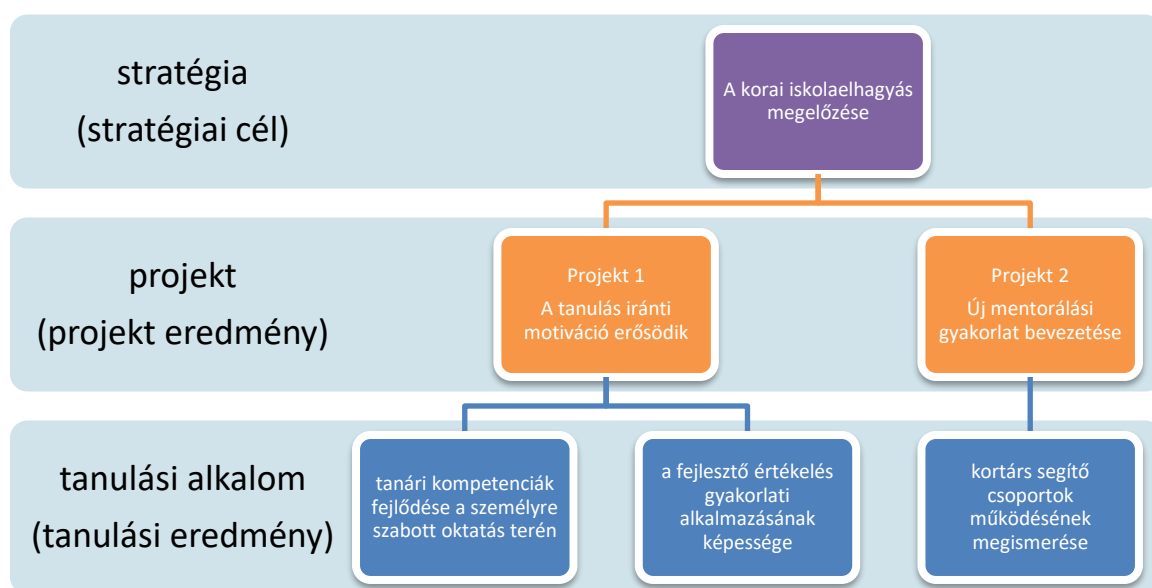 stratégia
(stratégiai cél)
A korai iskolaelhagyás
megelőzése
projekt
(projekt eredmény)
Projekt 1
A tanulás iránti
motiváció erősödik
Projekt 2
Új mentorálási
gyakorlat bevezetése
tanulási alkalom
(tanulási eredmény)
tanári kompetenciák
fejlődése a személyre
szabott oktatás terén
a fejlesztő értékelés
gyakorlati
alkalmazásának
képessége
kortárs segítő
csoportok
működésének
megismerése